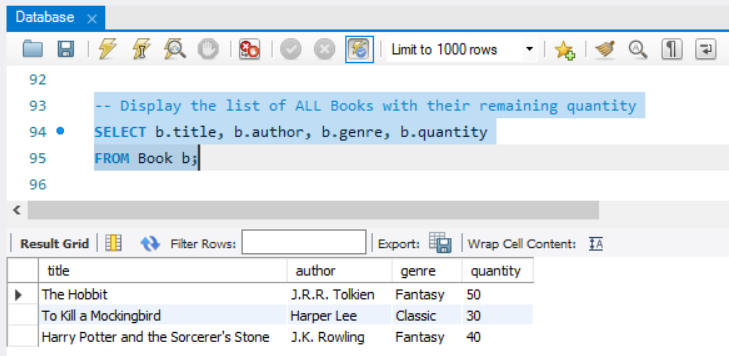 Database
Limit to 1000 rows
92
93 -- Display the list of ALL Books with their remaining quantity
94 SELECT b.title, b.author, b.genre, b.quantity
95 FROM Book b;
96
Result Grid Filter Rows: Export: Wrap Cell Content: IA
title author genre quantity
The Hobbit J.R.R. Tolkien Fantasy 50
To Kill a Mockingbird Harper Lee Classic 30
Harry Potter and the Sorcerer's Stone J.K. Rowling Fantasy 40